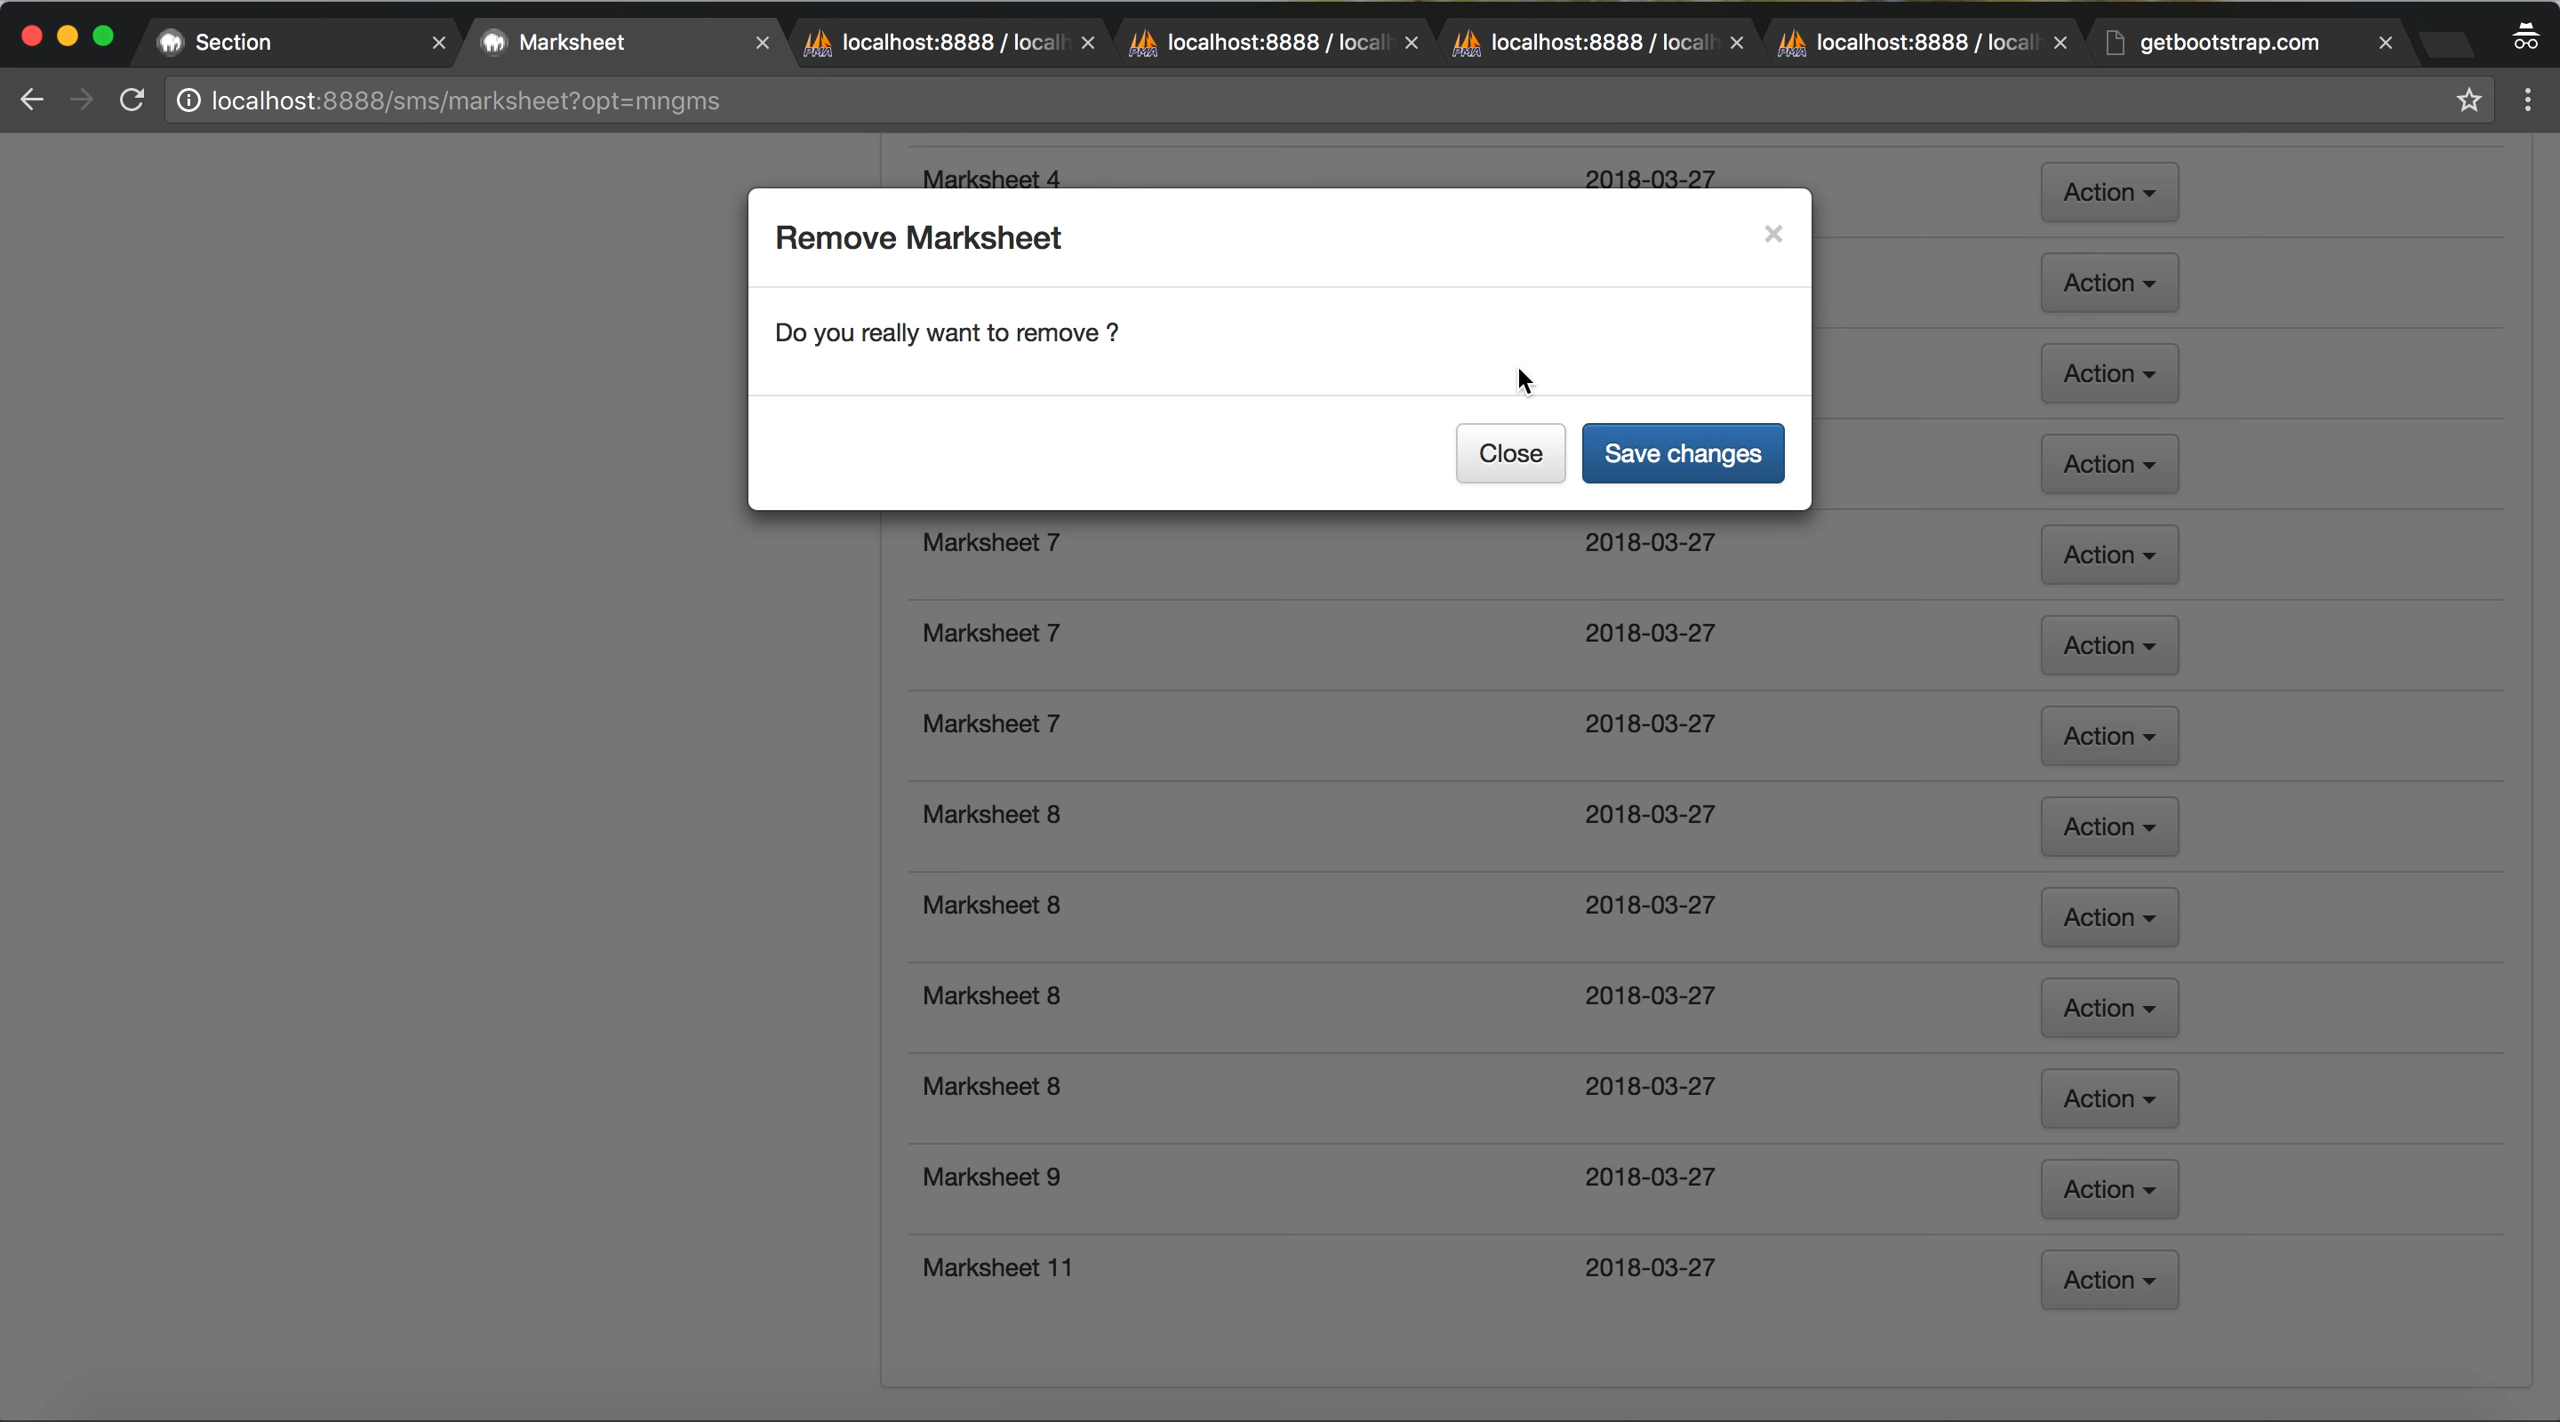 Section
Marksheet
localhost:8888 / localh
localhost:8888 / local
localhost:8888 / localh
localhost:8888 / local
getbootstrap.com
localhost:8888/sms/marksheet?opt=mngms
Marksheet 4 2018-03-27 Action
Remove Marksheet ×
Action
Do you really want to remove ?
Action
Close Save changes
Action
Marksheet 7 2018-03-27 Action
Marksheet 7 2018-03-27 Action
Marksheet 7 2018-03-27 Action
Marksheet 8 2018-03-27 Action
Marksheet 8 2018-03-27 Action
Marksheet 8 2018-03-27 Action
Marksheet 8 2018-03-27 Action
Marksheet 9 2018-03-27 Action
Marksheet 11 2018-03-27 Action